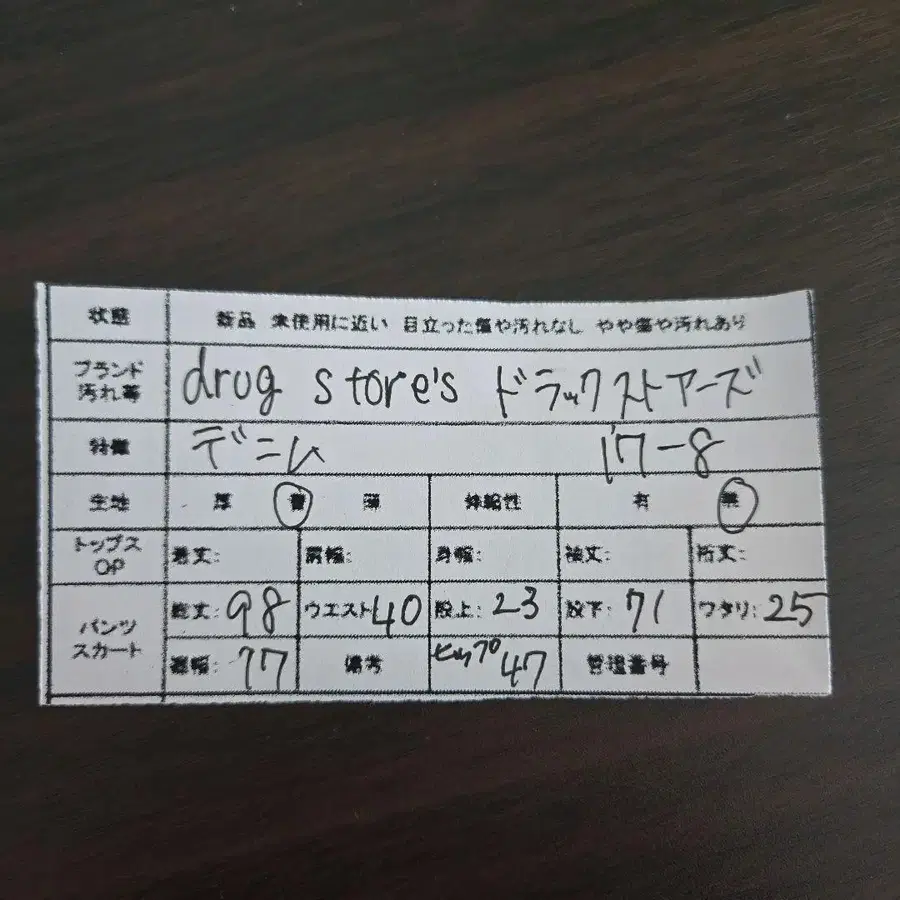 状態 新品 未使用に近い 目立った傷や汚れなし やや傷や汚れあり
ブランド 汚れ等 drug store's ドラックストアーズ
特徴 デニム 17-8
生地 厚 普 薄 伸縮性 有 無
トップス OP 着丈: 肩幅: 身幅: 袖丈: 裄丈:
パンツ スカート 総丈: 98 ウエスト 40 股上: 23 股下: 71 ワタリ: 25
裾幅: 17 備考 ヒップ 47 管理番号